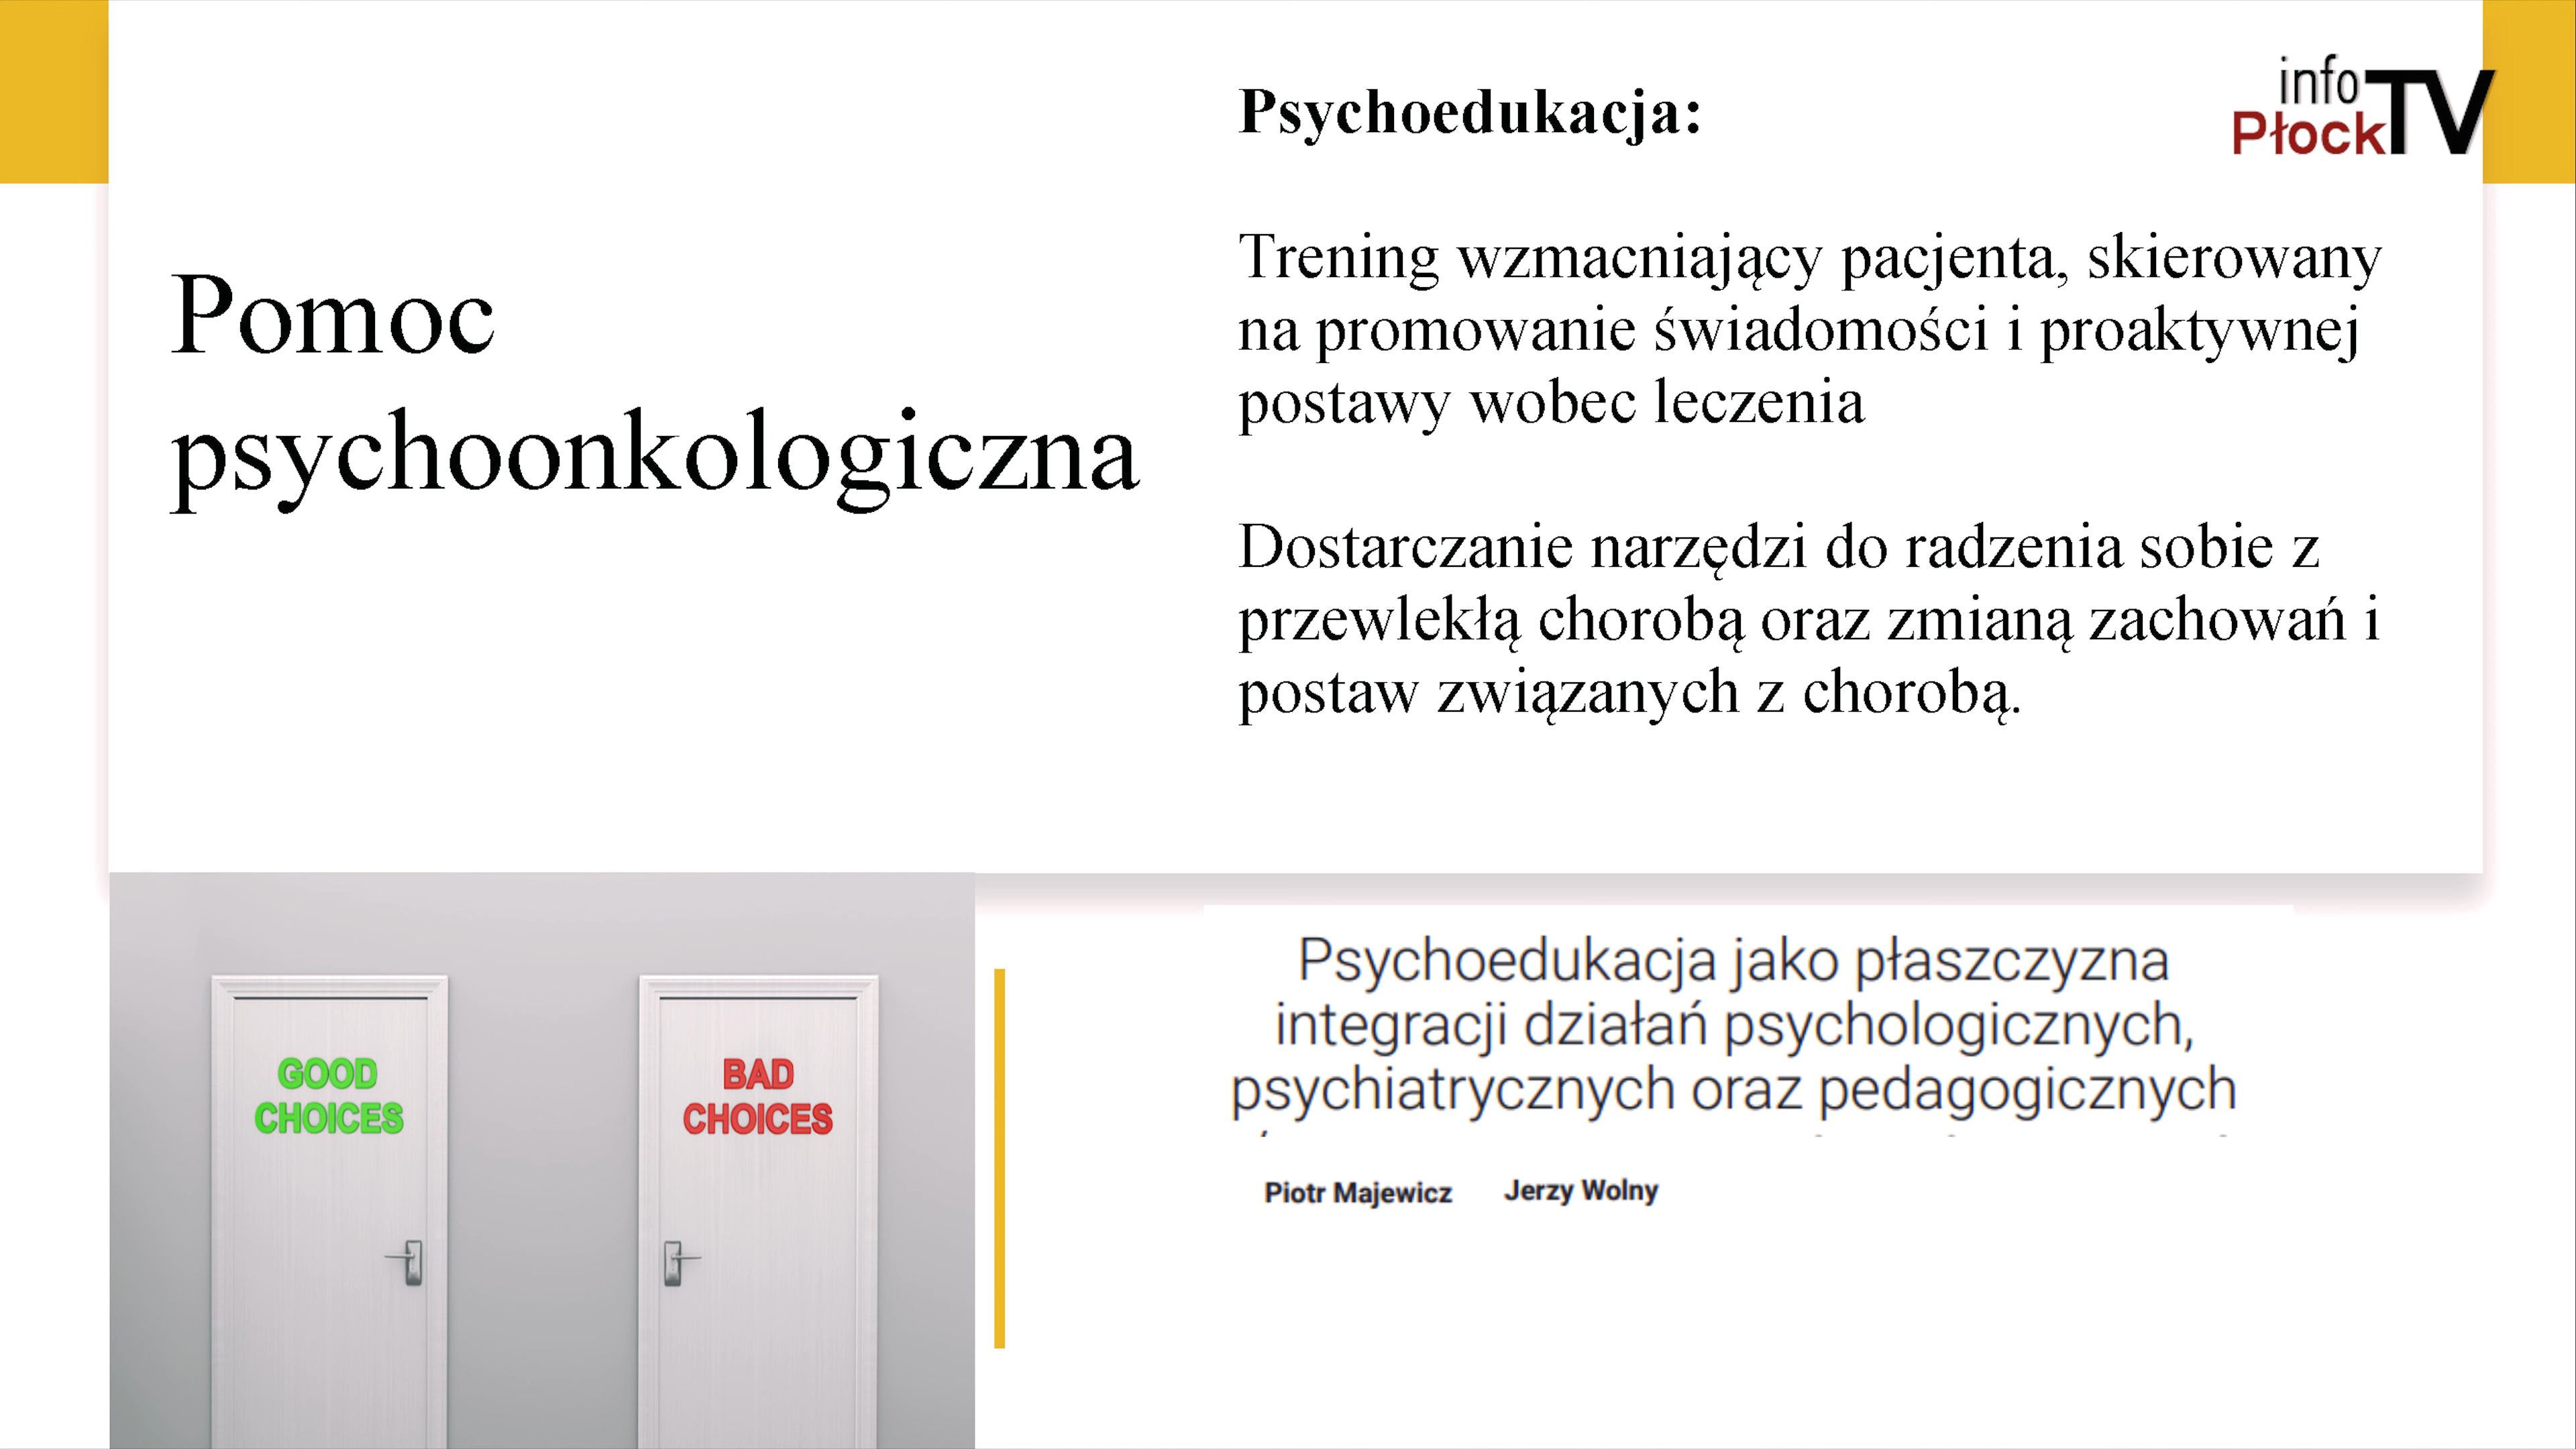 Pomoc
psychoonkologiczna
Psychoedukacja:
Trening wzmacniający pacjenta, skierowany
na promowanie świadomości i proaktywnej
postawy wobec leczenia
Dostarczanie narzędzi do radzenia sobie z
przewlekłą chorobą oraz zmianą zachowań i
postaw związanych z chorobą.
info
Płock TV
GOOD
CHOICES
BAD
CHOICES
Psychoedukacja jako płaszczyzna
integracji działań psychologicznych,
psychiatrycznych oraz pedagogicznych
Piotr Majewicz Jerzy Wolny